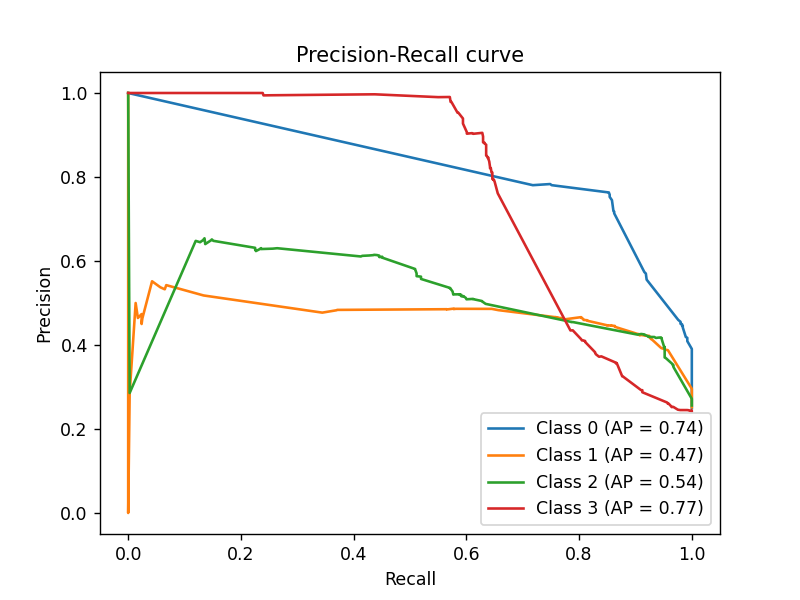 Precision-Recall curve
Precision
1.0
0.8
0.6
0.4
0.2
0.0
0.0 0.2 0.4 0.6 0.8 1.0
Recall
Class 0 (AP = 0.74)
Class 1 (AP = 0.47)
Class 2 (AP = 0.54)
Class 3 (AP = 0.77)